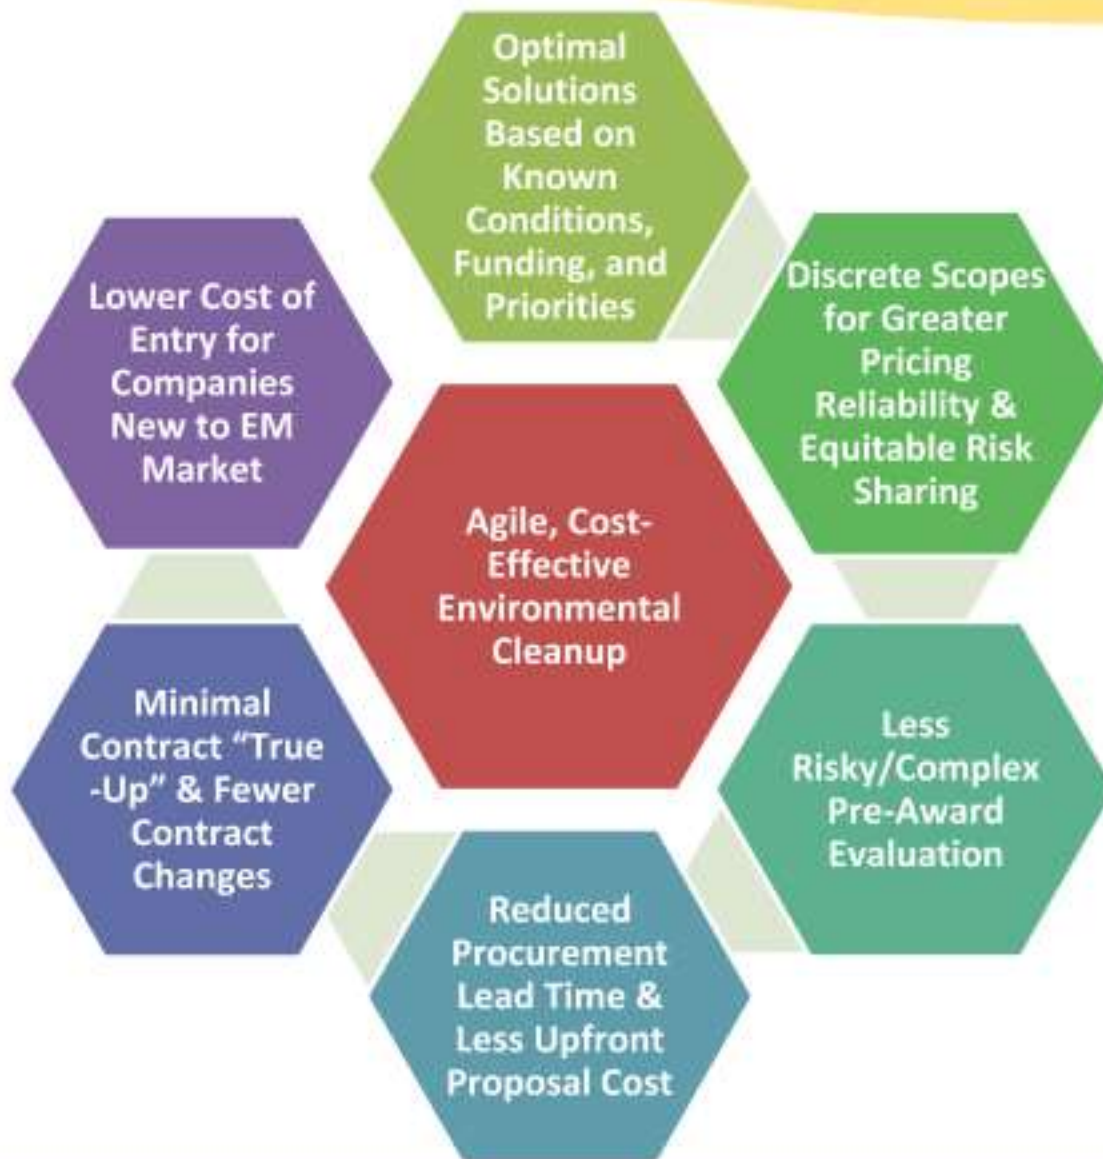 Optimal
Solutions
Based on
Known
Conditions,
Funding, and
Priorities
Discrete Scopes
for Greater
Pricing
Reliability &
Equitable Risk
Sharing
Less
Risky/Complex
Pre-Award
Evaluation
Reduced
Procurement
Lead Time &
Less Upfront
Proposal Cost
Minimal
Contract “True
-Up” & Fewer
Contract
Changes
Lower Cost of
Entry for
Companies
New to EM
Market
Agile, Cost-
Effective
Environmental
Cleanup